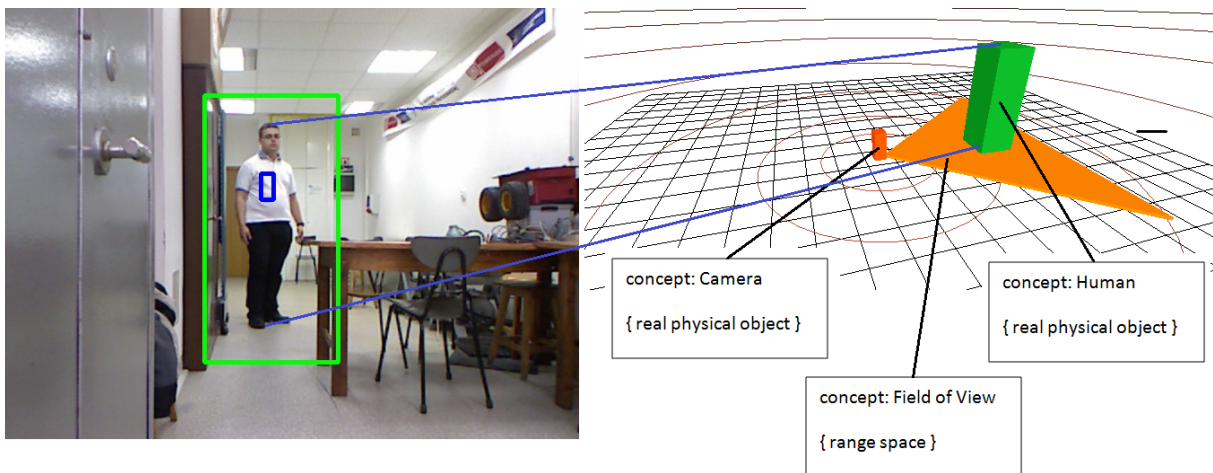 concept: Camera
{ real physical object }
concept: Human
{ real physical object }
concept: Field of View
{ range space }